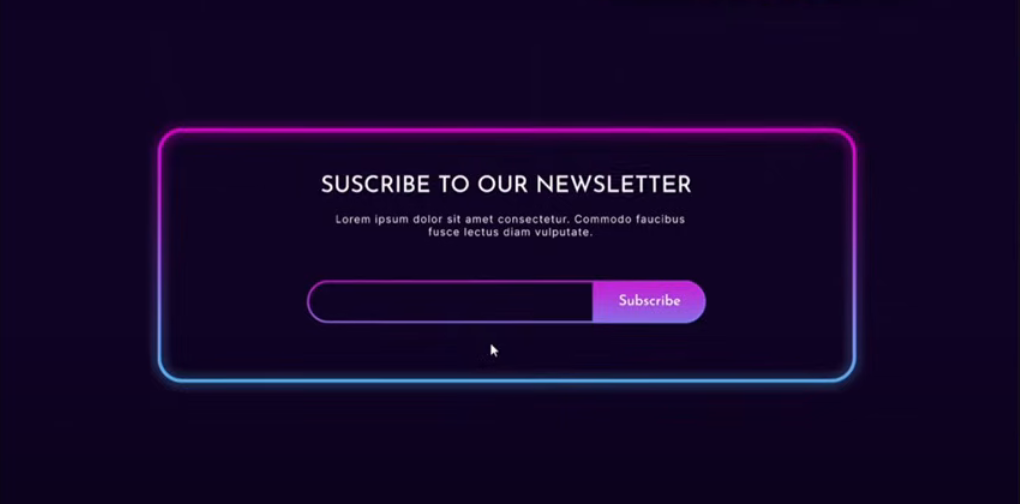 SUSCRIBE TO OUR NEWSLETTER
Lorem ipsum dolor sit amet consectetur. Commodo faucibus
fusce lectus diam vulputate.
Subscribe